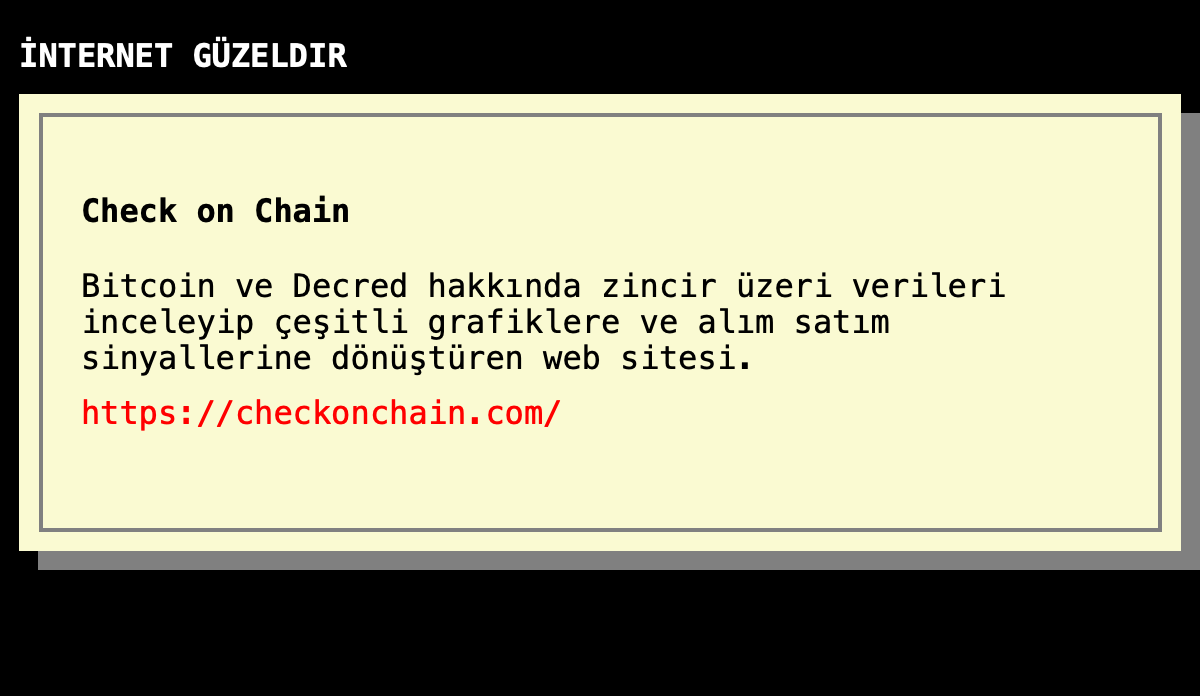 İNTERNET GÜZELDIR
Check on Chain
Bitcoin ve Decred hakkında zincir üzeri verileri
inceleyip çeşitli grafiklere ve alım satım
sinyallerine dönüştüren web sitesi.
https://checkonchain.com/